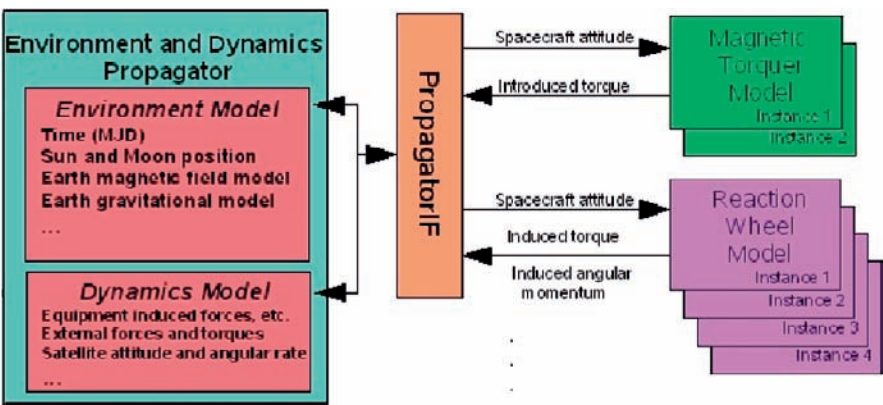 Environment and Dynamics
Propagator
Environment Model
Time (MJD)
Sun and Moon position
Earth magnetic field model
Earth gravitational model
...
Dynamics Model
Equipment induced forces, etc.
External forces and torques
Satellite attitude and angular rate
...
PropagatorIF
Spacecraft attitude
Introduced torque
Spacecraft attitude
Induced torque
Induced angular
momentum
Magnetic
Torquer
Model
Instance 1
Instance 2
Reaction
Wheel
Model
Instance 1
Instance 2
Instance 3
Instance 4